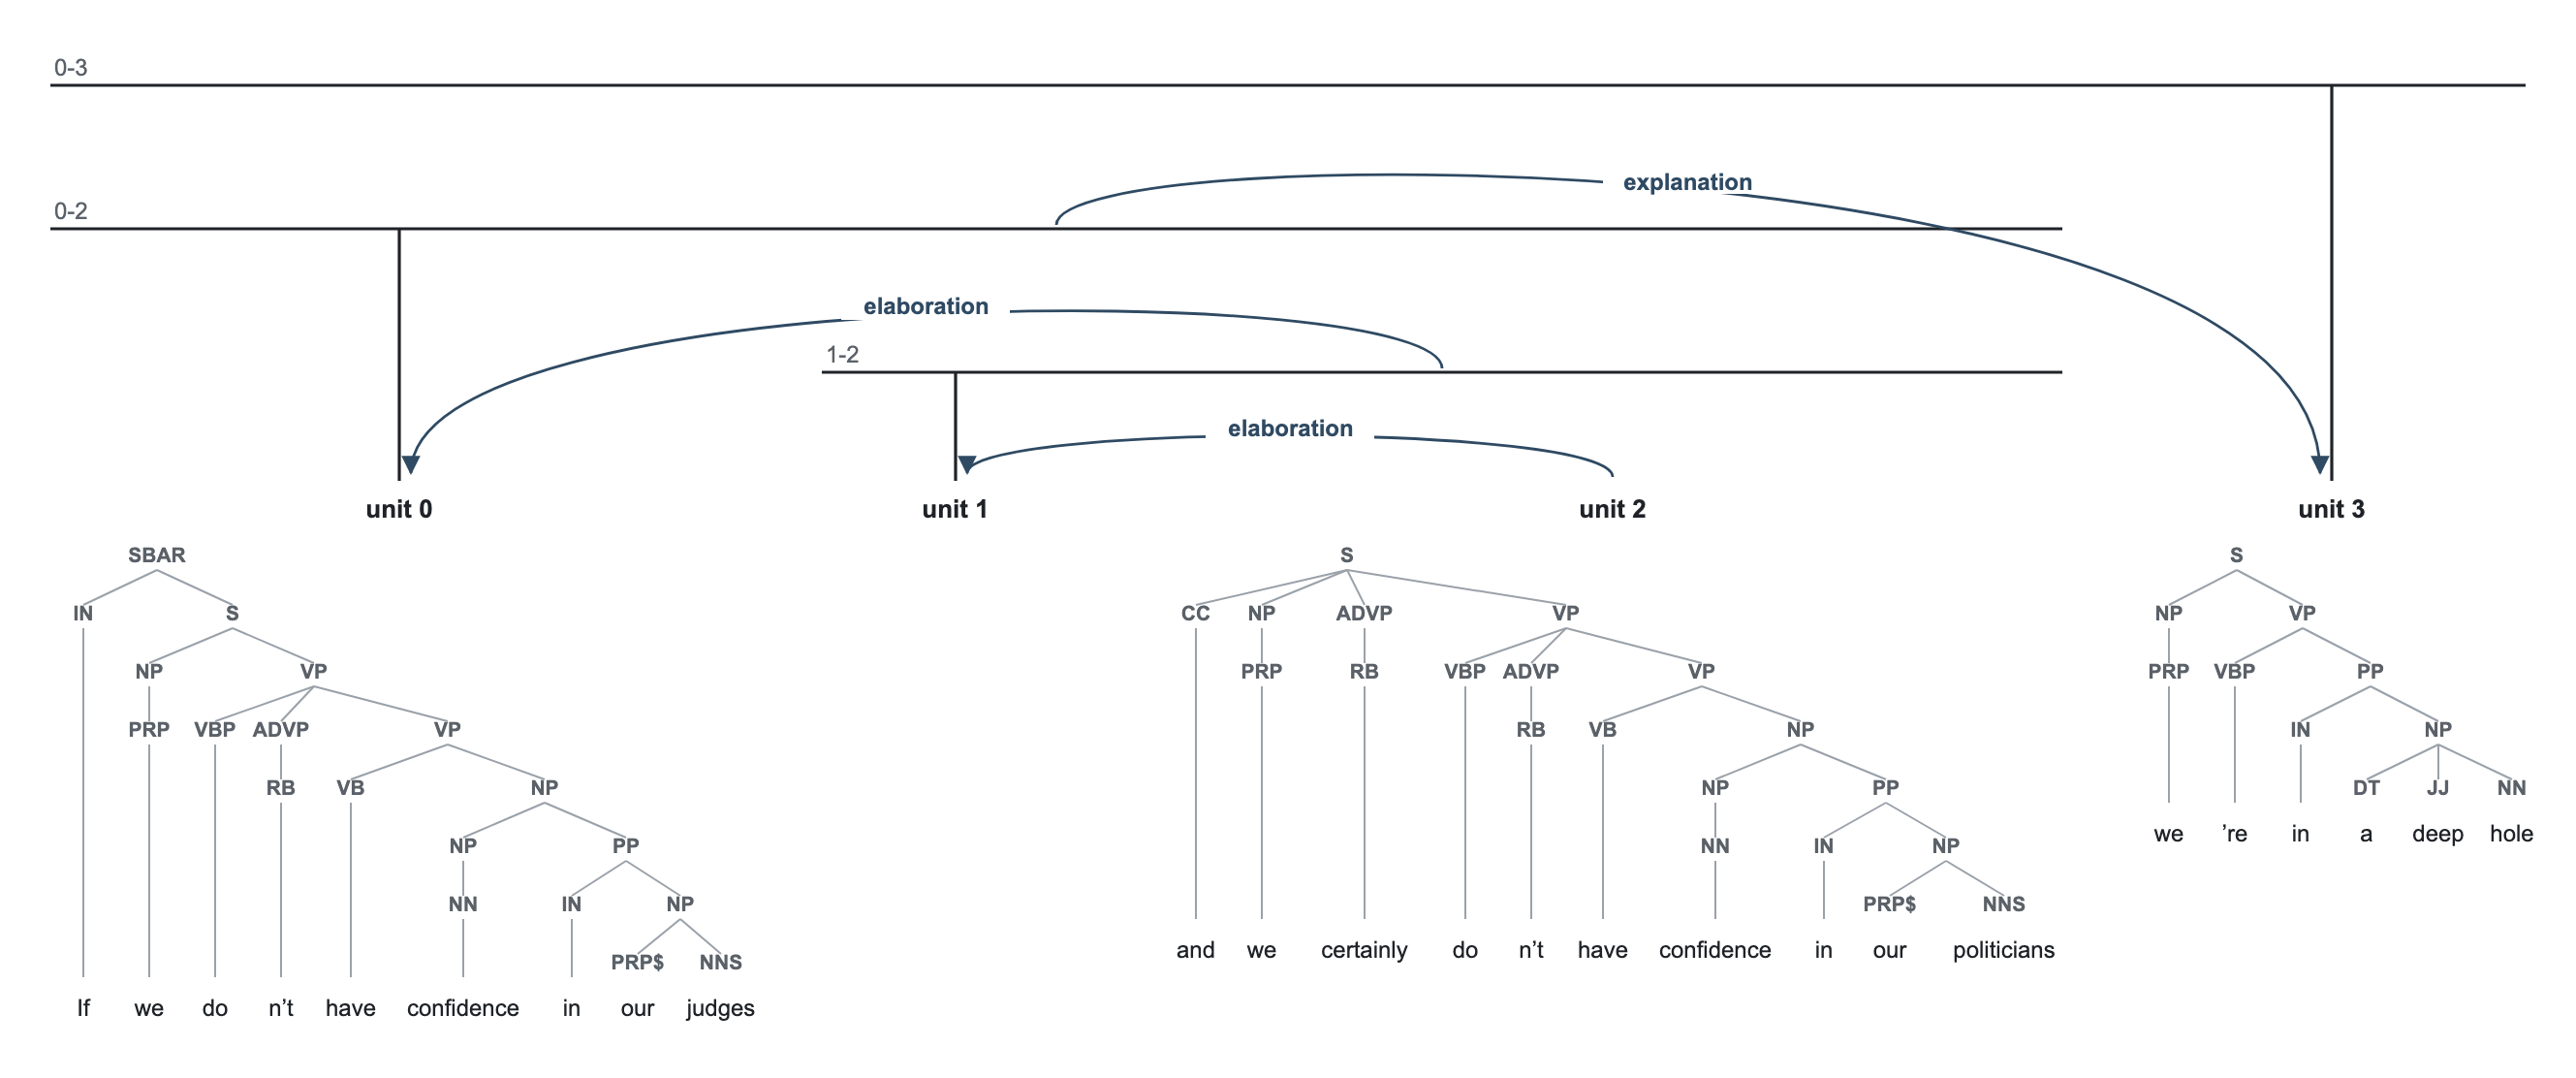 0-3
explanation
0-2
elaboration
1-2
elaboration
unit 0 unit 1 unit 2 unit 3
SBAR S S
IN S CC NP ADVP VP NP VP
NP VP PRP RB VBP ADVP VP PRP VBP PP
PRP VBP ADVP VP RB VB NP IN NP
RB VB NP NP PP DT JJ NN
we ’re in a deep hole
NP PP NN IN NP
NN IN NP PRP$ NNS
and we certainly do n’t have confidence in our politicians
PRP$ NNS
If we do n’t have confidence in our judges